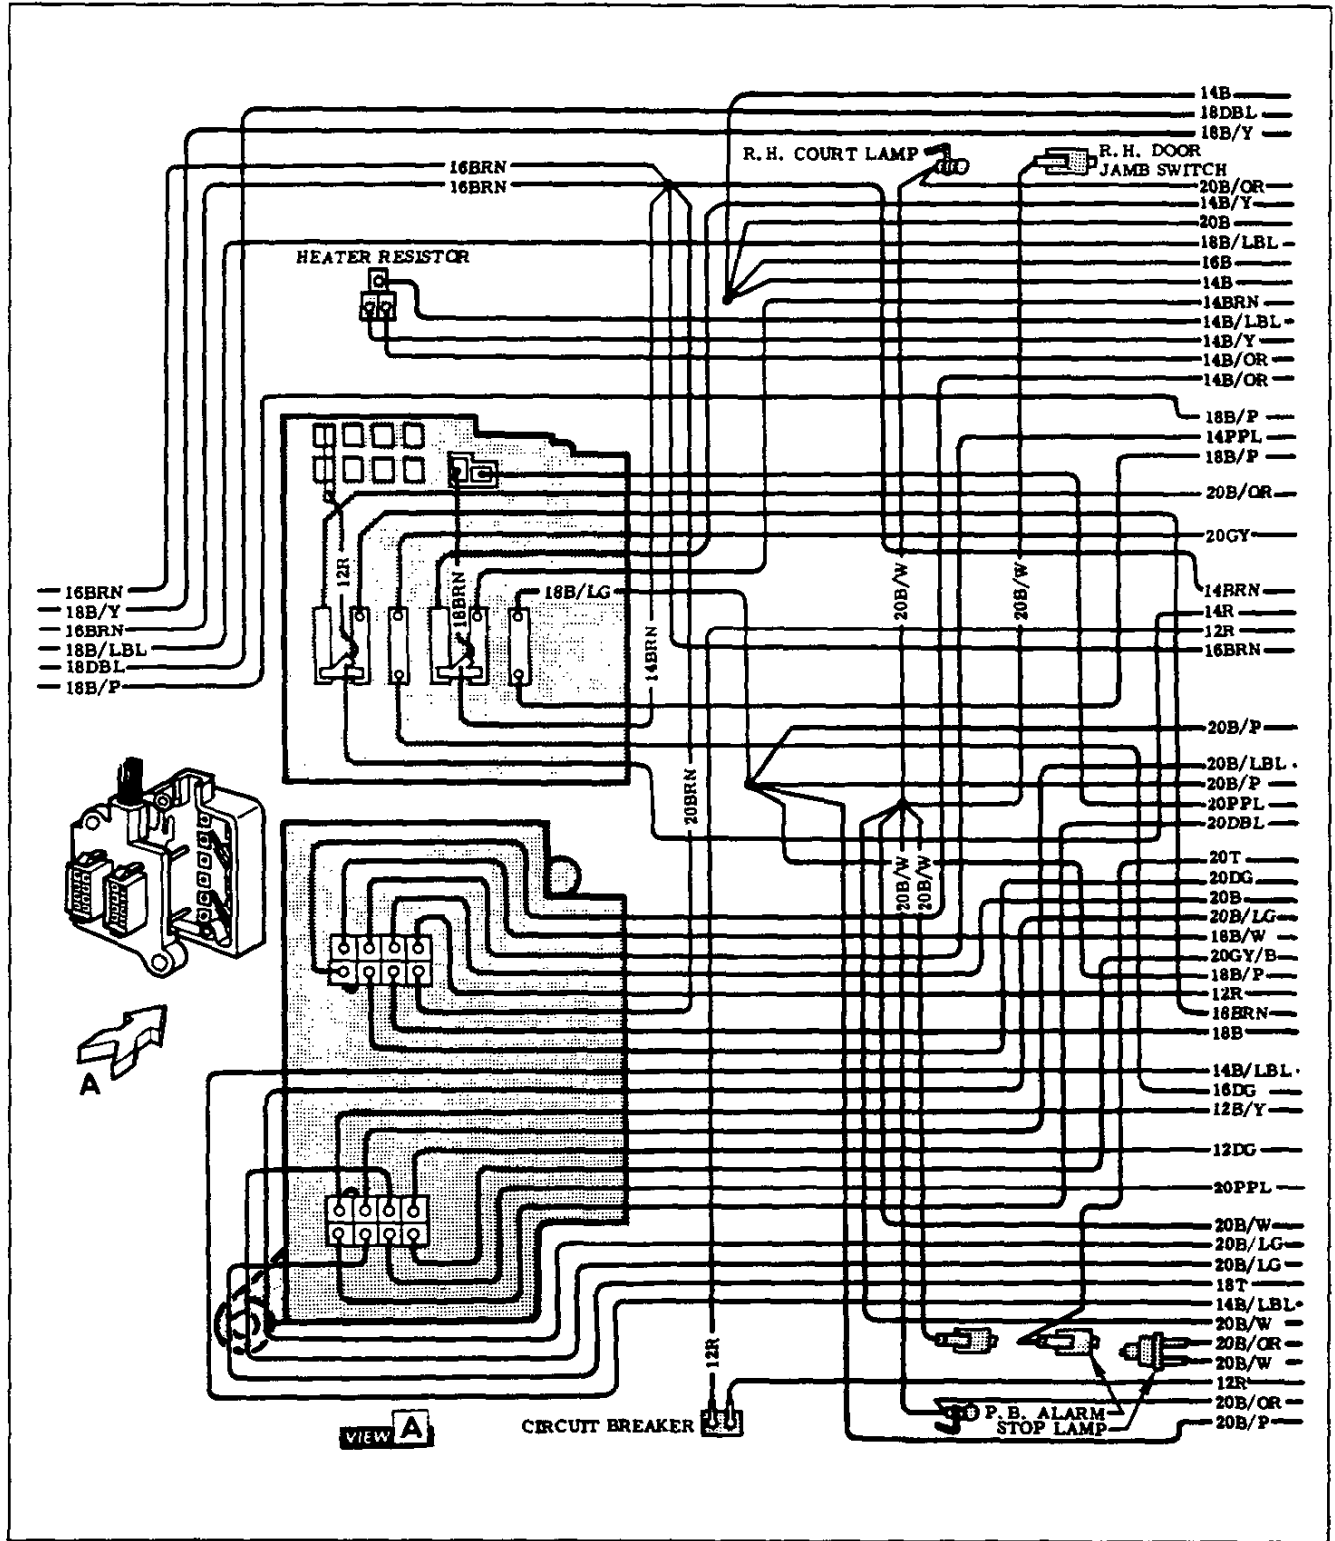 14B
18DBL
18B/Y
16BRN
16BRN
R.H. COURT LAMP
R.H. DOOR
JAMB SWITCH
20B/OR
14B/Y
20B
18B/LBL
HEATER RESISTOR
16B
14B
14BRN
14B/LBL
14B/Y
14B/OR
14B/OR
18B/P
14PPL
18B/P
20B/OR
20GY
12R
18BRN
18B/LG
20B/W
20B/W
16BRN
18B/Y
16BRN
18B/LBL
18DBL
18B/P
14BRN
14BRN
14R
12R
16BRN
20B/P
20B/LBL
20B/P
20PPL
20DBL
20BRN
20T
20DG
20B
20B/LG
18B/W
20GY/B
18B/P
12R
18BRN
18B
20B/W
20B/W
A
14B/LBL
16DG
12B/Y
12DG
20PPL
20B/W
20B/LG
20B/LG
18T
14B/LBL
20B/W
20B/OR
20B/W
12R
12R
20B/OR
20B/P
P.B. ALARM
STOP LAMP
CIRCUIT BREAKER
VIEW A